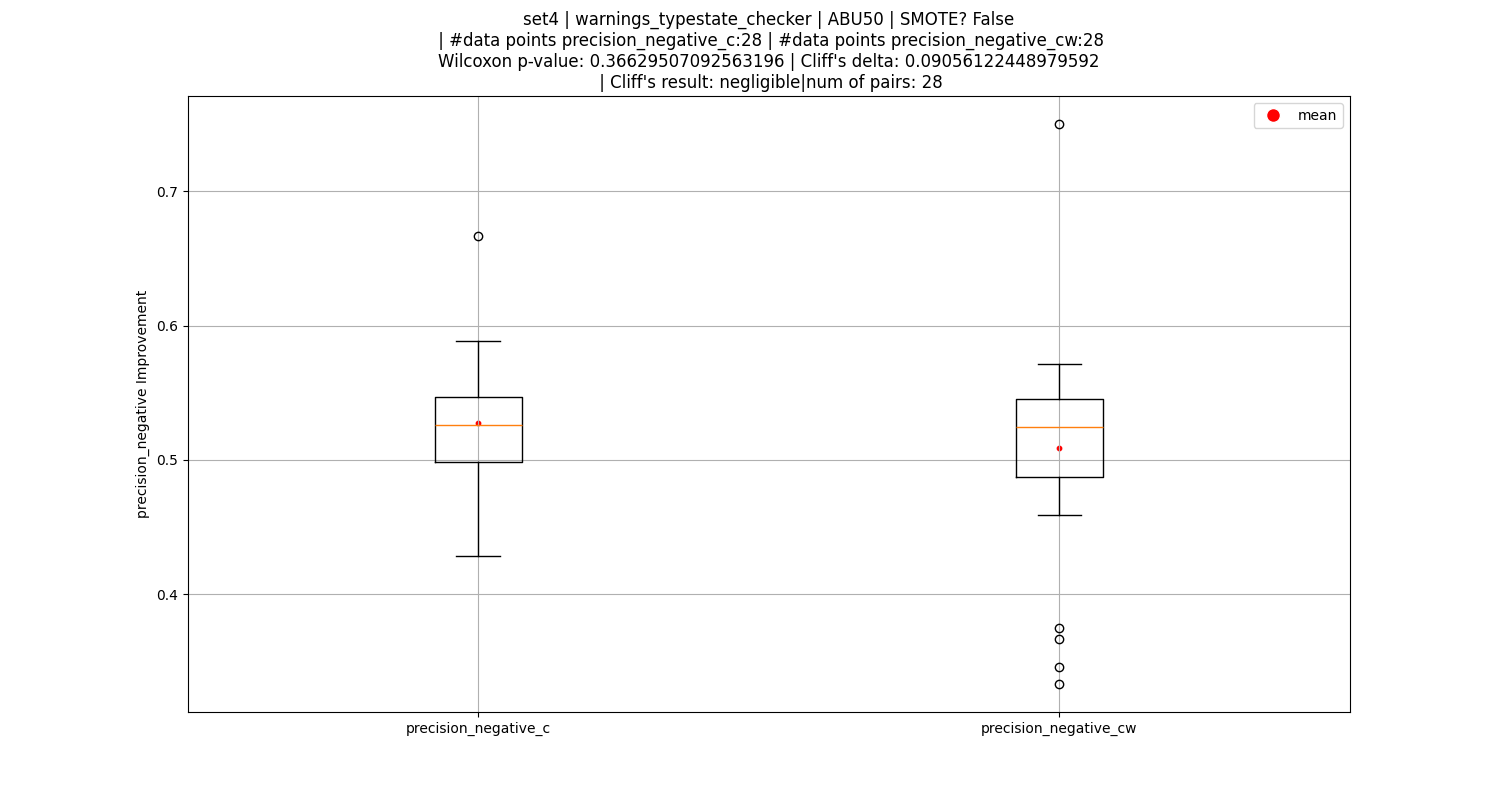 set4 | warnings_typestate_checker | ABU50 | SMOTE? False
| #data points precision_negative_c:28 | #data points precision_negative_cw:28
Wilcoxon p-value: 0.36629507092563196 | Cliff's delta: 0.09056122448979592
| Cliff's result: negligible|num of pairs: 28
mean
0.7
0.6
0.5
0.4
precision_negative Improvement
precision_negative_c
precision_negative_cw